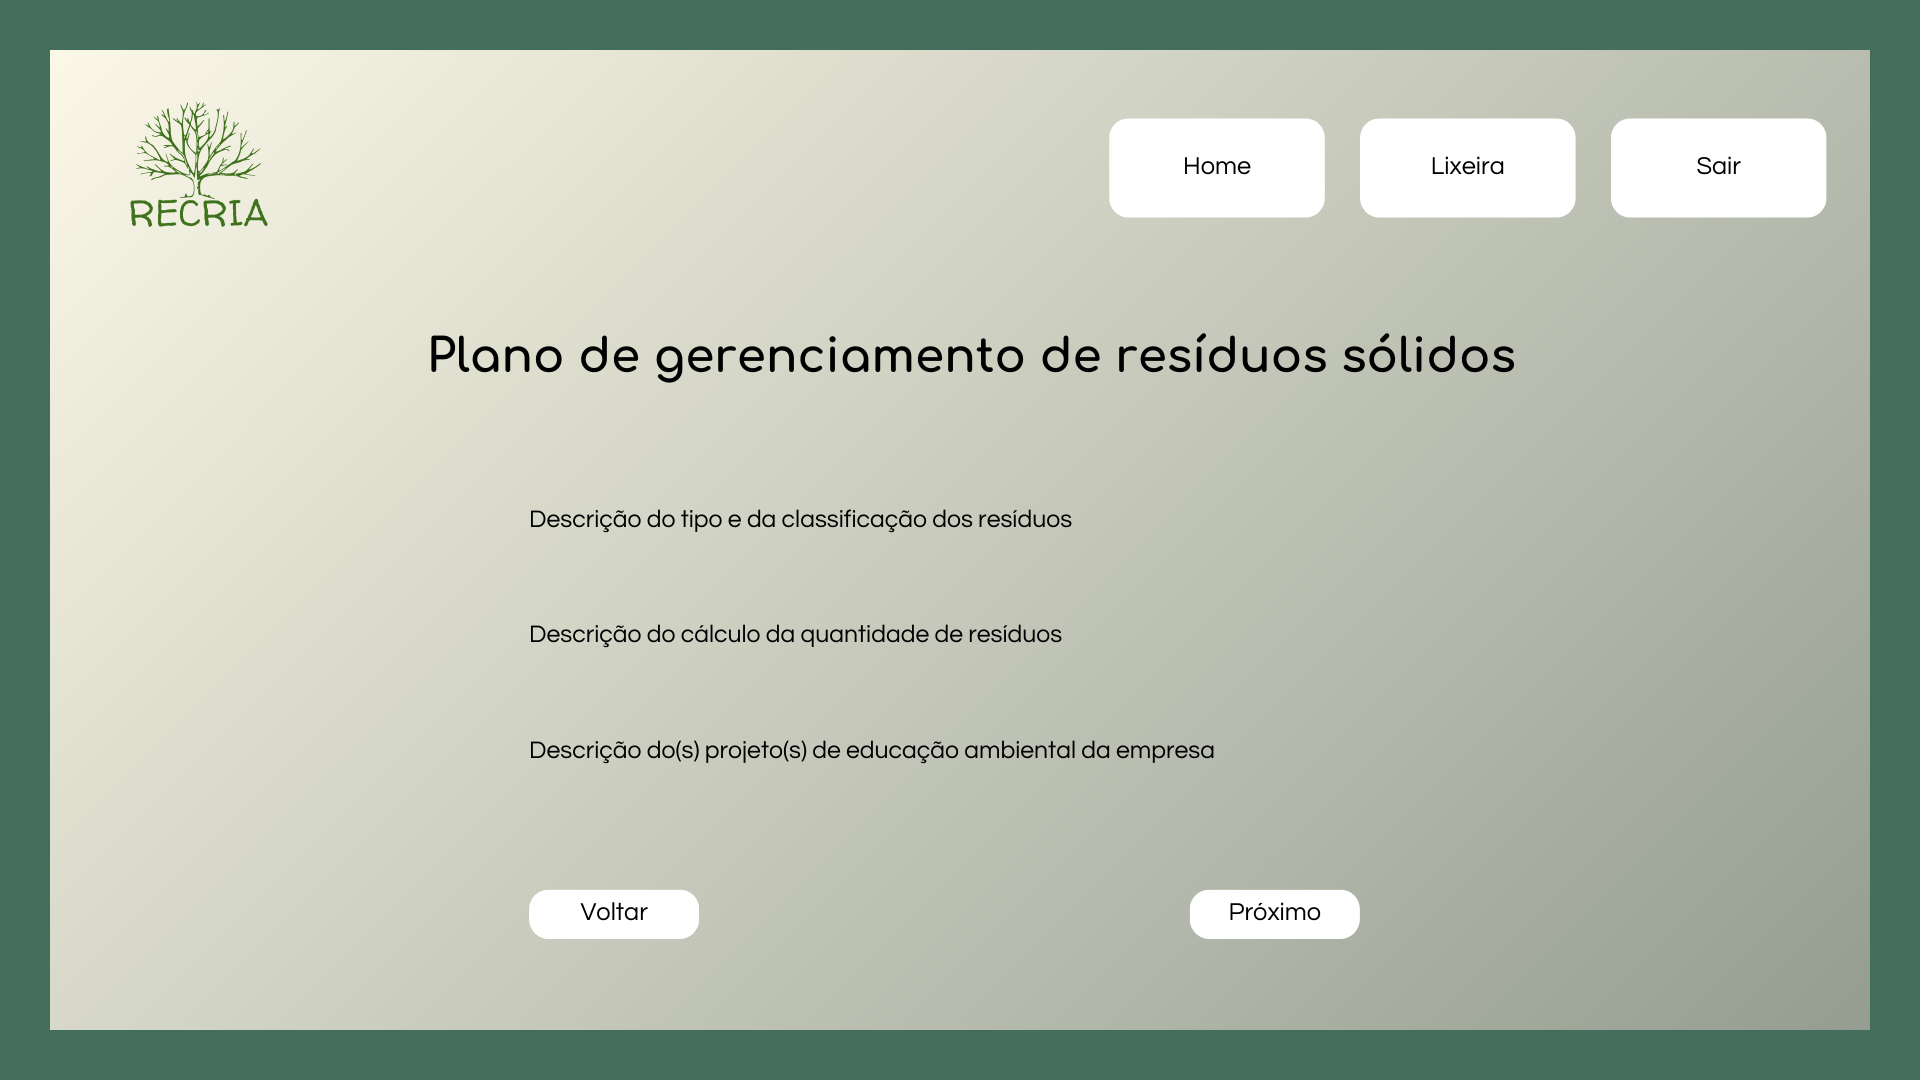 RECRIA
Home
Lixeira
Sair
Plano de gerenciamento de resíduos sólidos
Descrição do tipo e da classificação dos resíduos
Descrição do cálculo da quantidade de resíduos
Descrição do(s) projeto(s) de educação ambiental da empresa
Voltar
Próximo